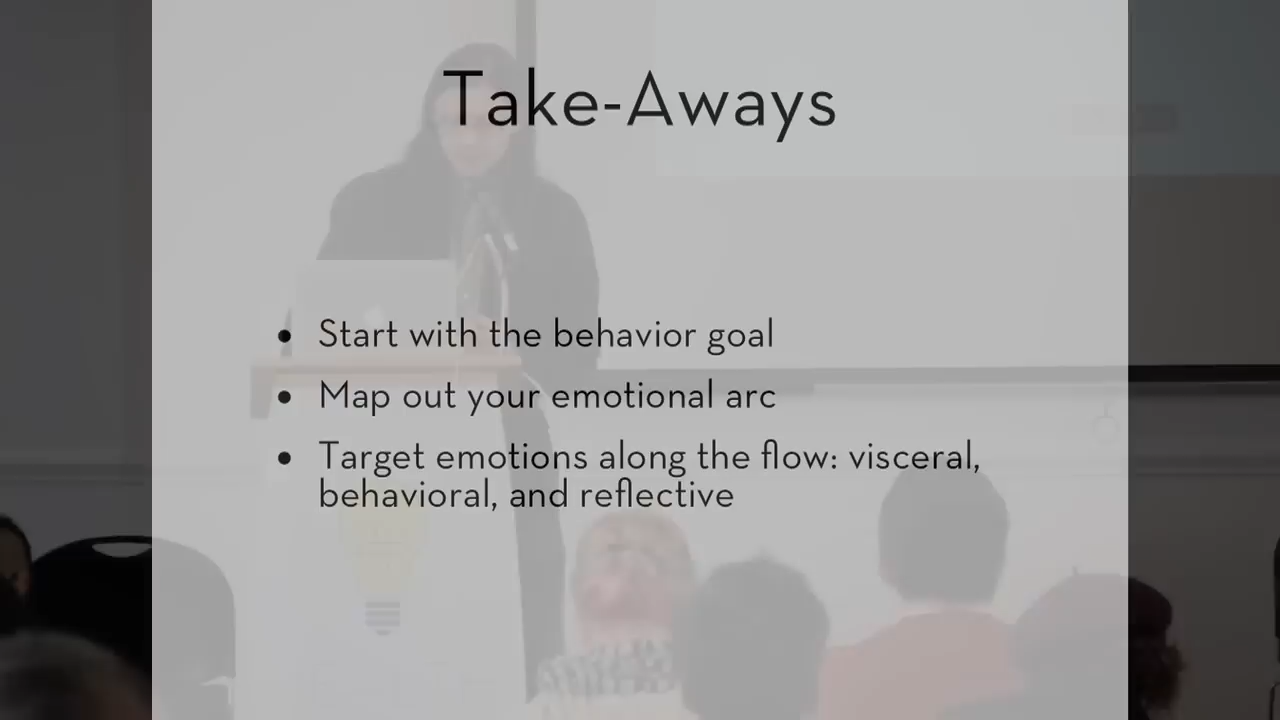 Take-Aways
• Start with the behavior goal
• Map out your emotional arc
• Target emotions along the flow: visceral,
behavioral, and reflective